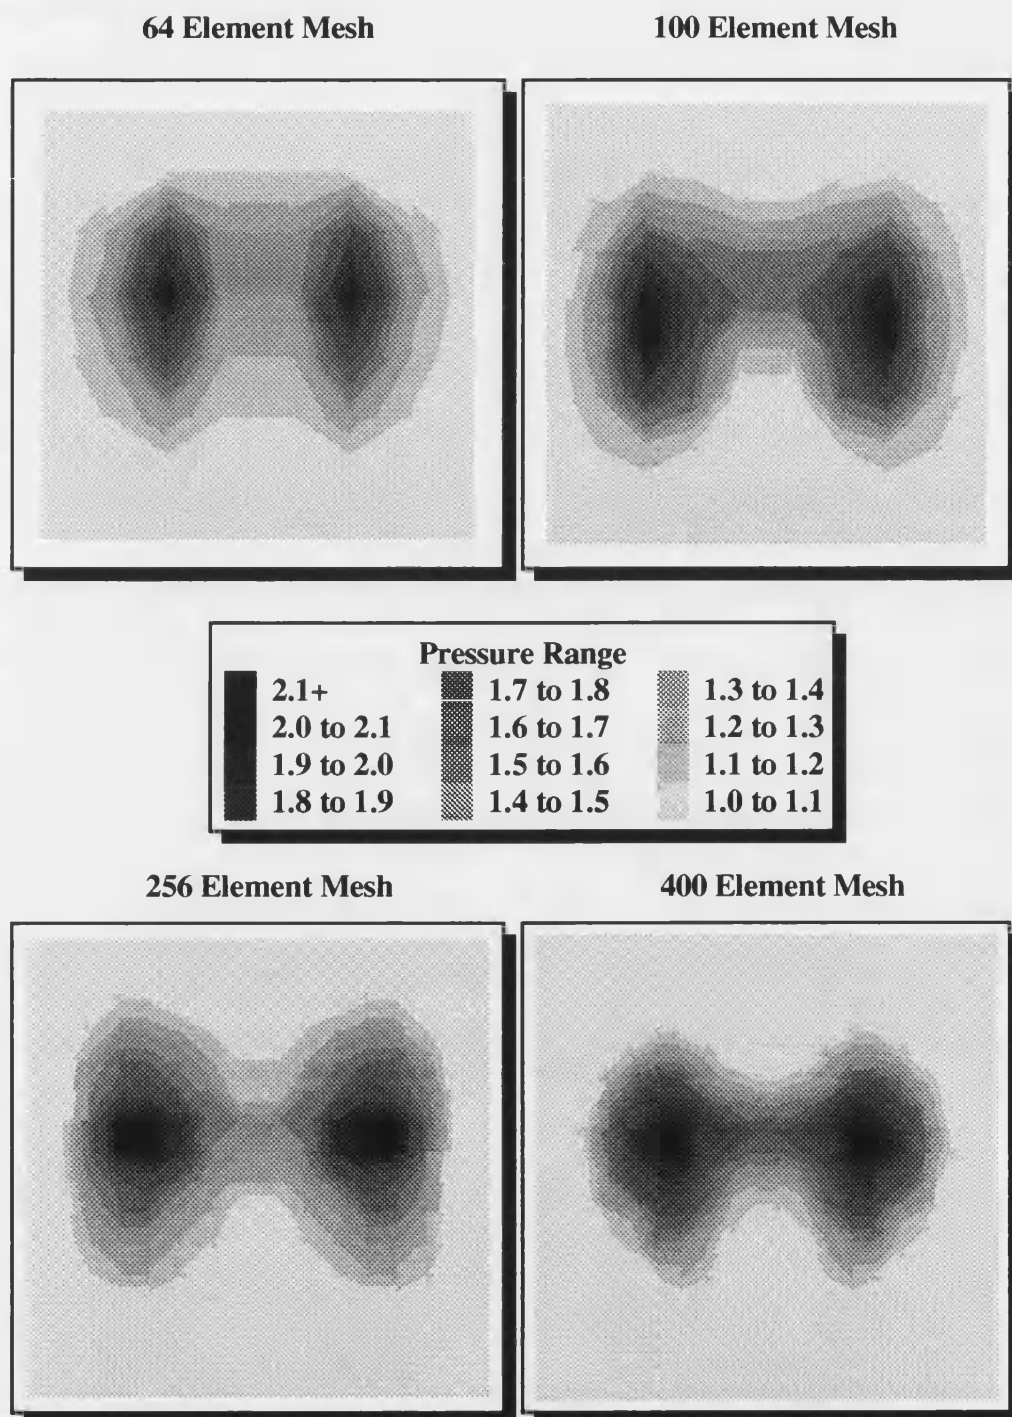 64 Element Mesh
100 Element Mesh
Pressure Range
2.1+
2.0 to 2.1
1.9 to 2.0
1.8 to 1.9
1.7 to 1.8
1.6 to 1.7
1.5 to 1.6
1.4 to 1.5
1.3 to 1.4
1.2 to 1.3
1.1 to 1.2
1.0 to 1.1
256 Element Mesh
400 Element Mesh